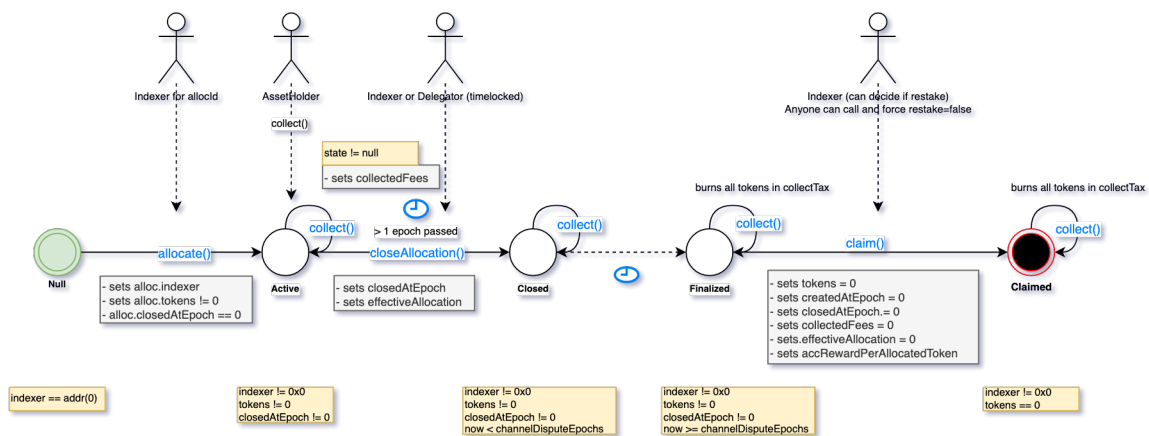 Indexer for allocId
AssetHolder
Indexer or Delegator (timelocked)
Indexer (can decide if restake)
Anyone can call and force restake=false
collect()
state != null
- sets collectedFees
burns all tokens in collectTax
burns all tokens in collectTax
> 1 epoch passed
allocate()
collect()
closeAllocation()
collect()
collect()
claim()
collect()
Null
Active
Closed
Finalized
Claimed
- sets alloc.indexer
- sets alloc.tokens != 0
- alloc.closedAtEpoch == 0
- sets closedAtEpoch
- sets effectiveAllocation
- sets tokens = 0
- sets createdAtEpoch = 0
- sets closedAtEpoch.= 0
- sets collectedFees = 0
- sets.effectiveAllocation = 0
- sets accRewardPerAllocatedToken
indexer == addr(0)
indexer != 0x0
tokens != 0
closedAtEpoch != 0
indexer != 0x0
tokens != 0
closedAtEpoch != 0
now < channelDisputeEpochs
indexer != 0x0
tokens != 0
closedAtEpoch != 0
now >= channelDisputeEpochs
indexer != 0x0
tokens == 0